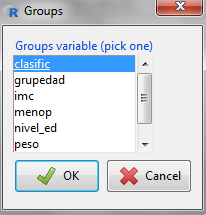 Groups
Groups variable (pick one)
clasific
grupedad
imc
menop
nivel_ed
peso
OK
Cancel